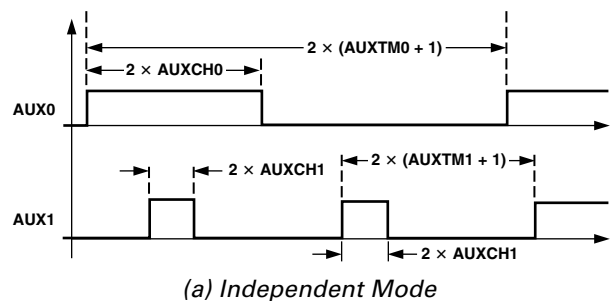 2 × (AUXTM0 + 1)
2 × AUXCH0
AUX0
2 × (AUXTM1 + 1)
2 × AUXCH1
AUX1
2 × AUXCH1
(a) Independent Mode